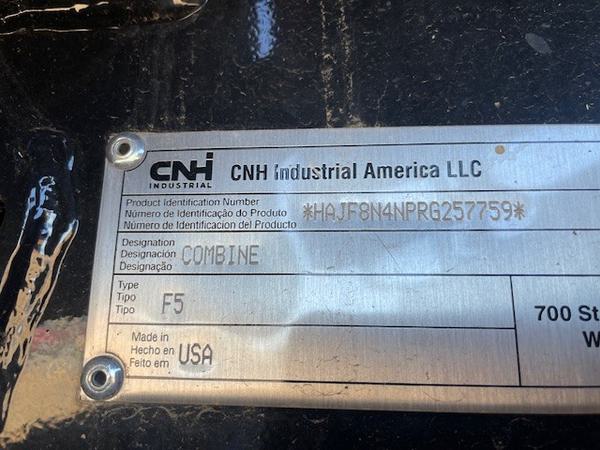 CNH
INDUSTRIAL
CNH Industrial America LLC
Product Identification Number
Número de Identificação do Produto
Número de Identificacion del Producto
*HAJF8N4NPRG257759*
Designation
Designación
Designação
COMBINE
Type
Tipo
Tipo
F5
700 St
W
Made in
Hecho en
Feito em
USA